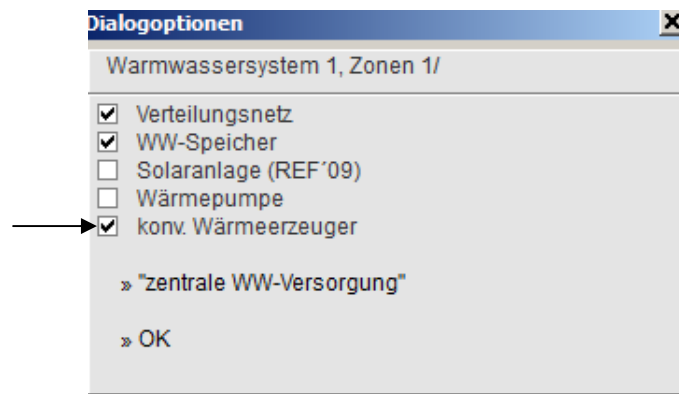 Dialogoptionen
Warmwassersystem 1, Zonen 1/
Verteilungsnetz
WW-Speicher
Solaranlage (REF´09)
Wärmepumpe
konv. Wärmeerzeuger
» "zentrale WW-Versorgung"
» OK